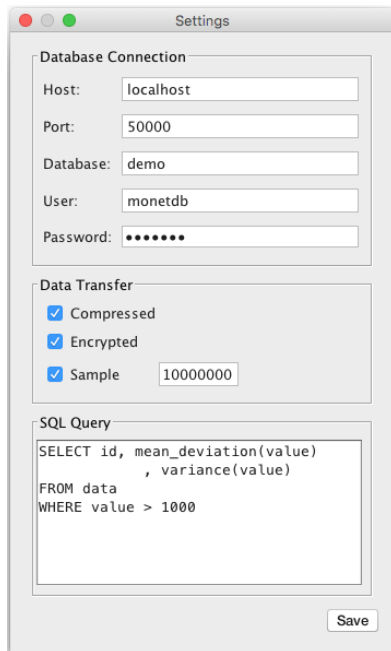 Settings
Database Connection
Host: localhost
Port: 50000
Database: demo
User: monetdb
Password: •••••••
Data Transfer
Compressed
Encrypted
Sample 10000000
SQL Query
SELECT id, mean_deviation(value)
, variance(value)
FROM data
WHERE value > 1000
Save